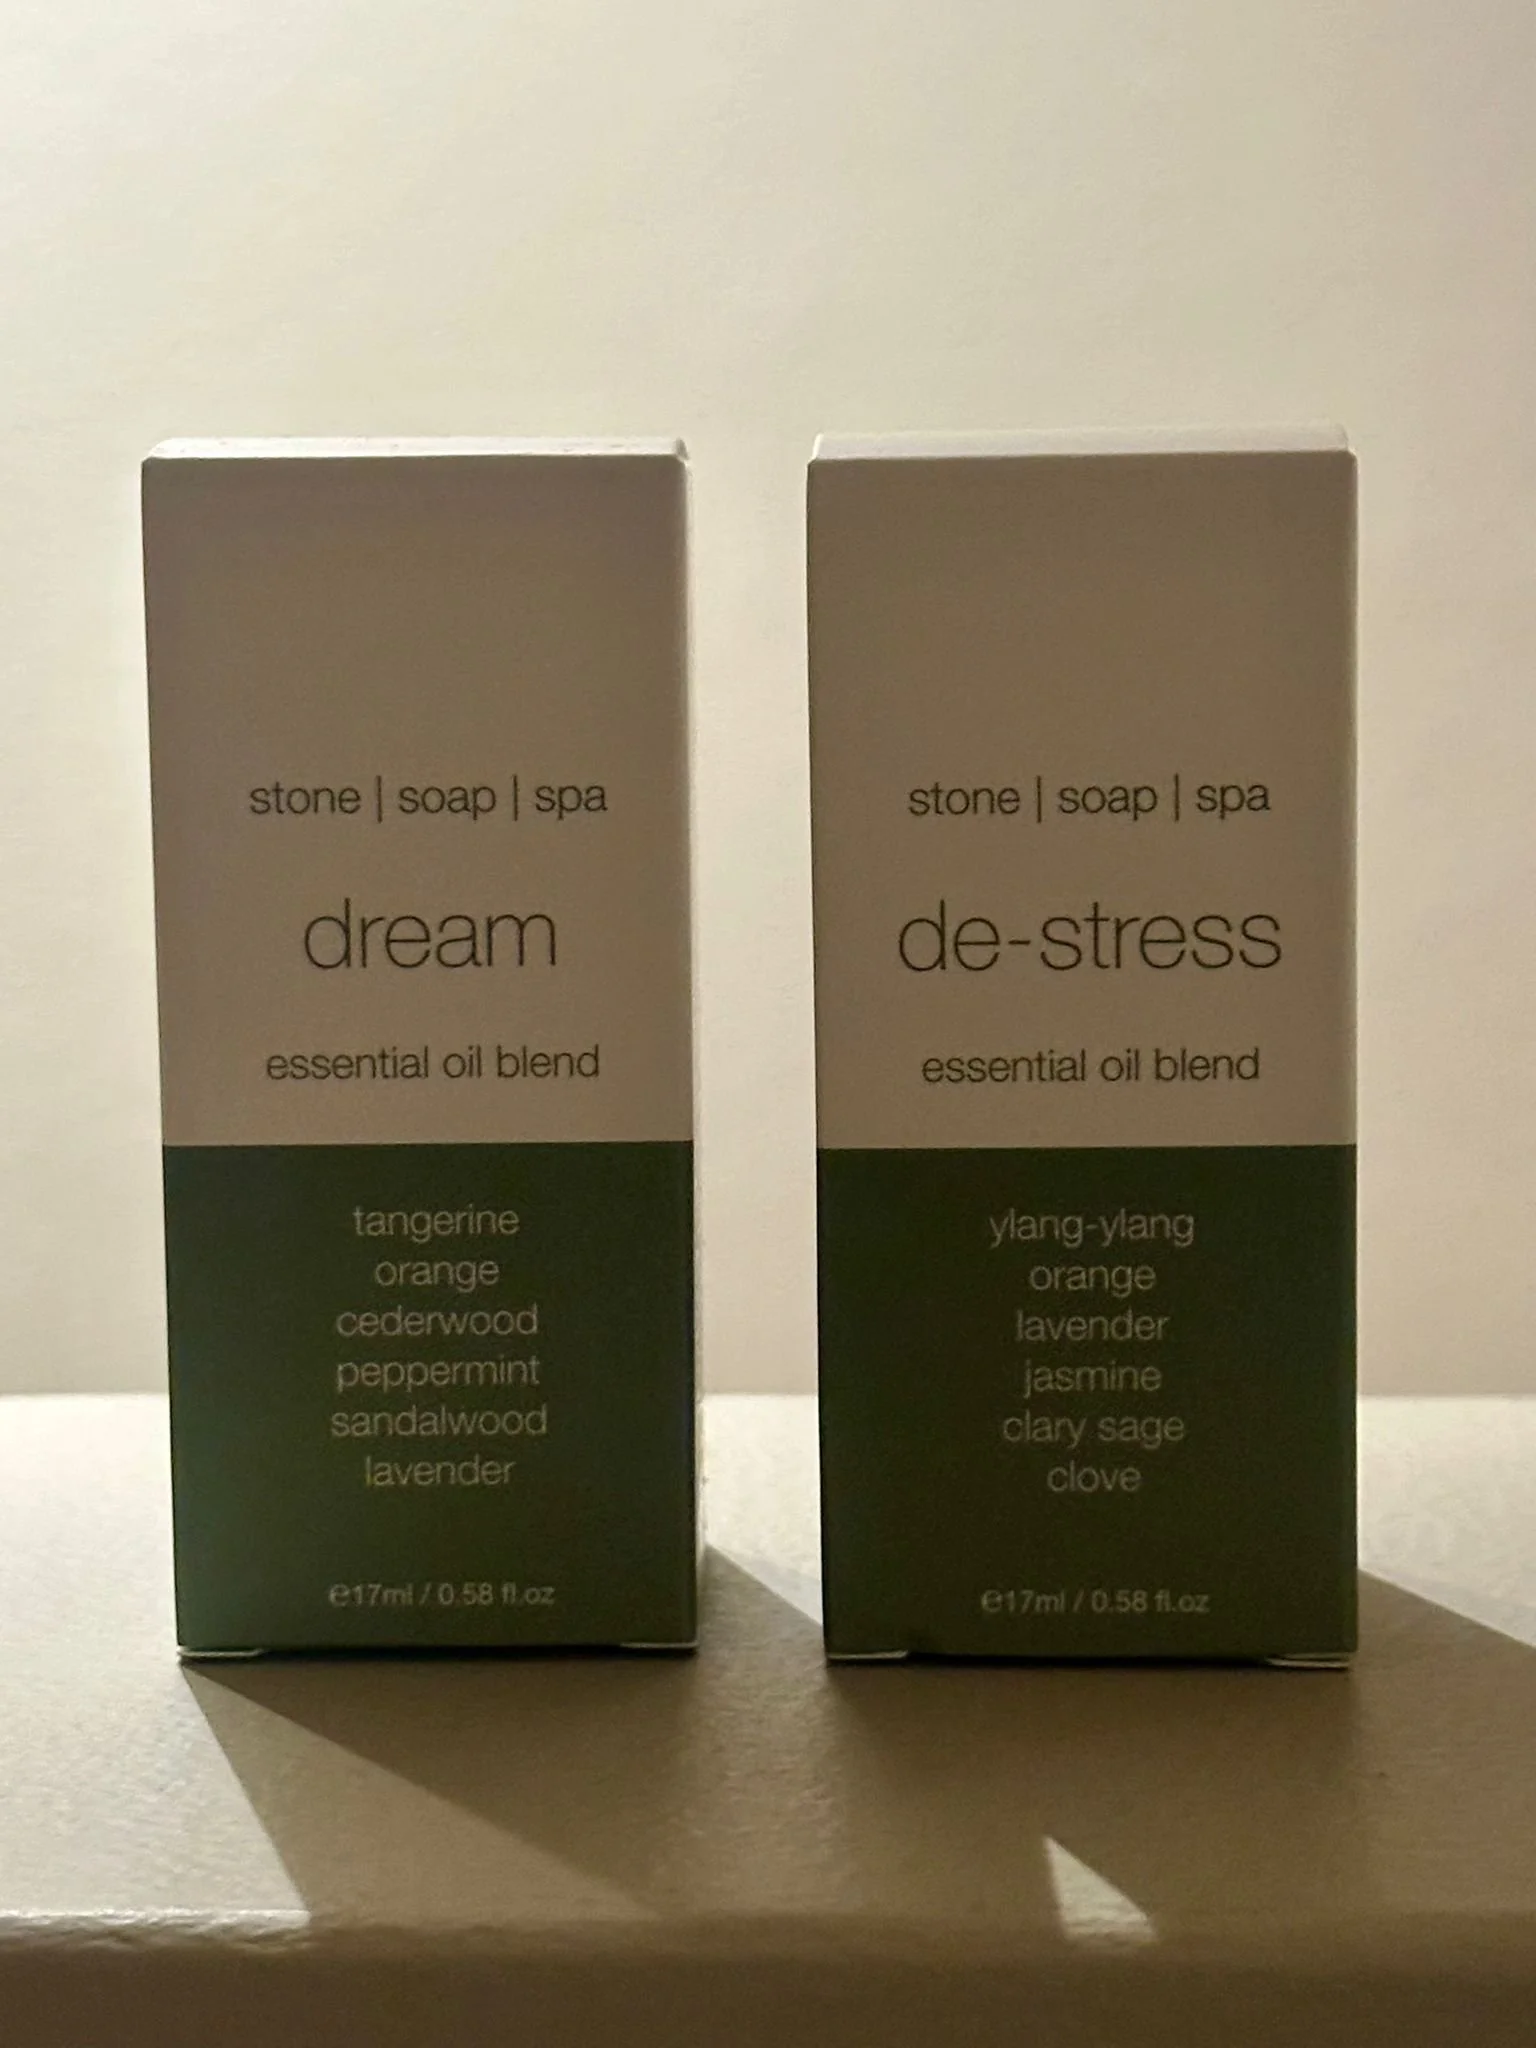 stone | soap | spa
dream
essential oil blend
tangerine
orange
cederwood
peppermint
sandalwood
lavender
℮17ml / 0.58 fl.oz
stone | soap | spa
de-stress
essential oil blend
ylang-ylang
orange
lavender
jasmine
clary sage
clove
℮17ml / 0.58 fl.oz